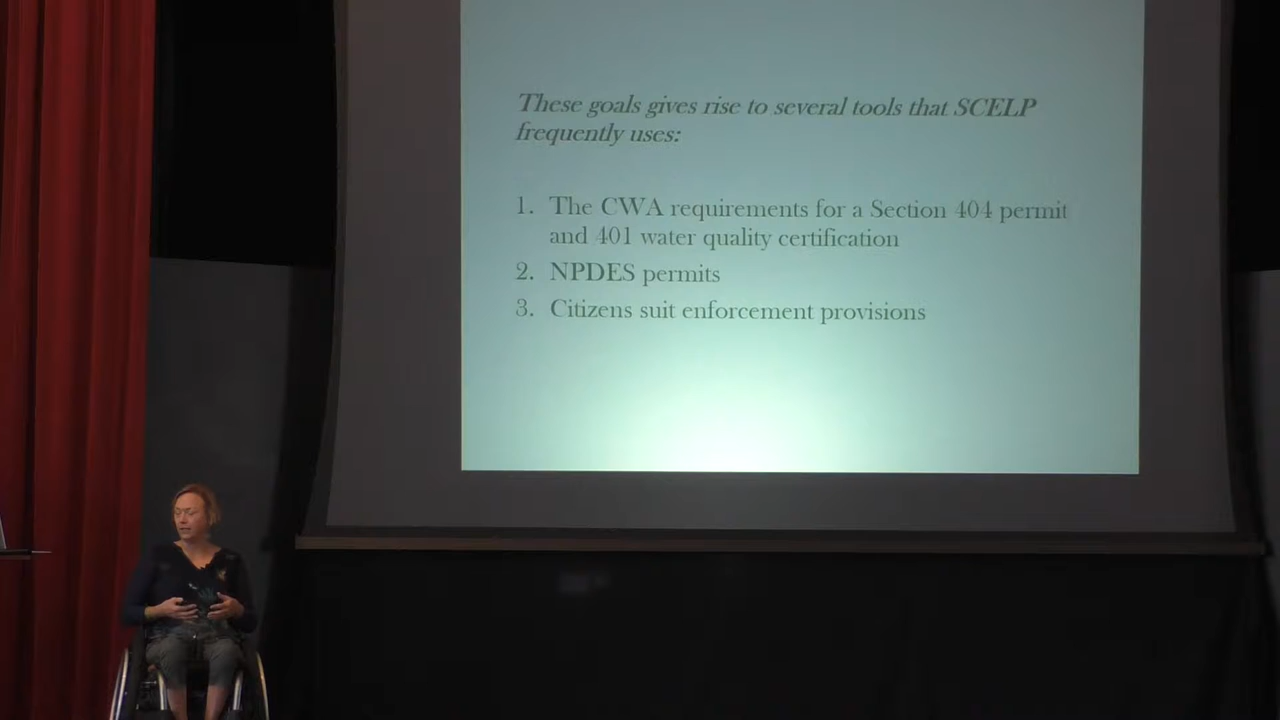 These goals gives rise to several tools that SCELP
frequently uses:
1. The CWA requirements for a Section 404 permit
and 401 water quality certification
2. NPDES permits
3. Citizens suit enforcement provisions